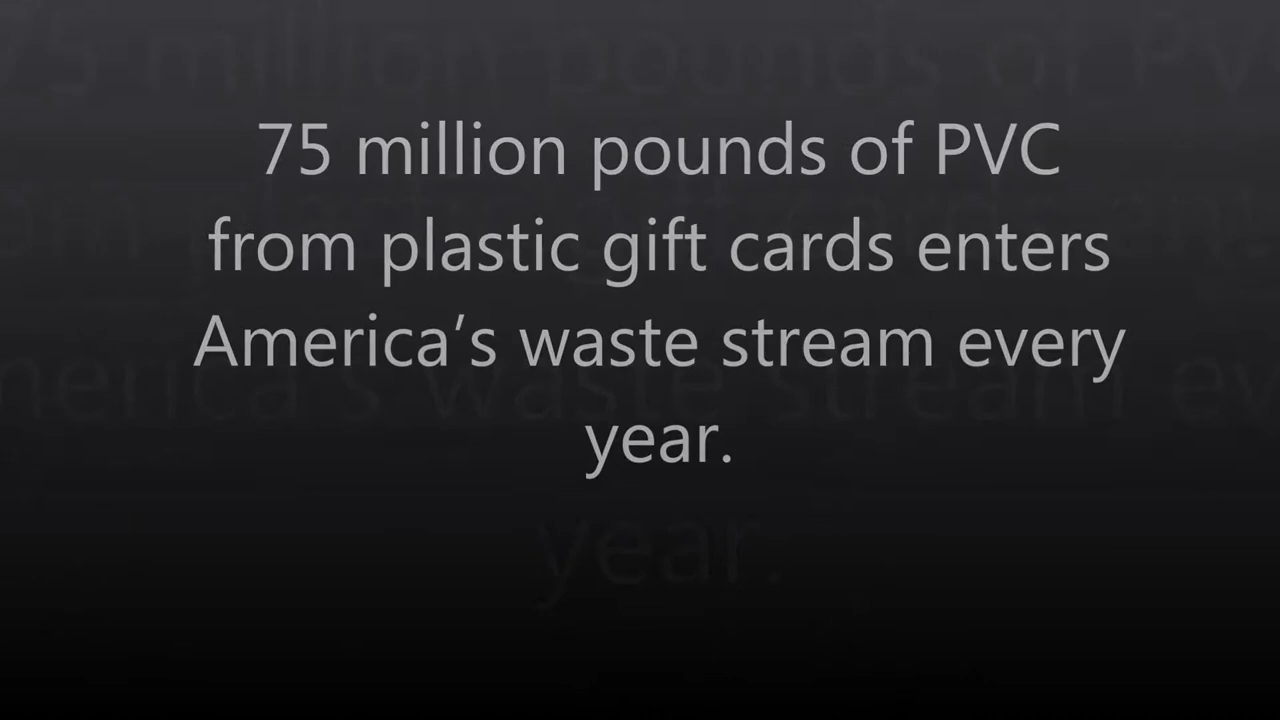 75 million pounds of PVC
from plastic gift cards enters
America’s waste stream every
year.